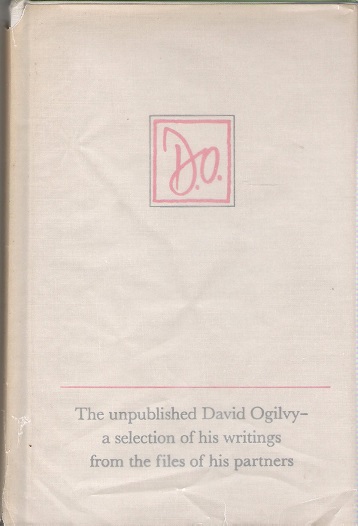 D.O.
The unpublished David Ogilvy–
a selection of his writings
from the files of his partners